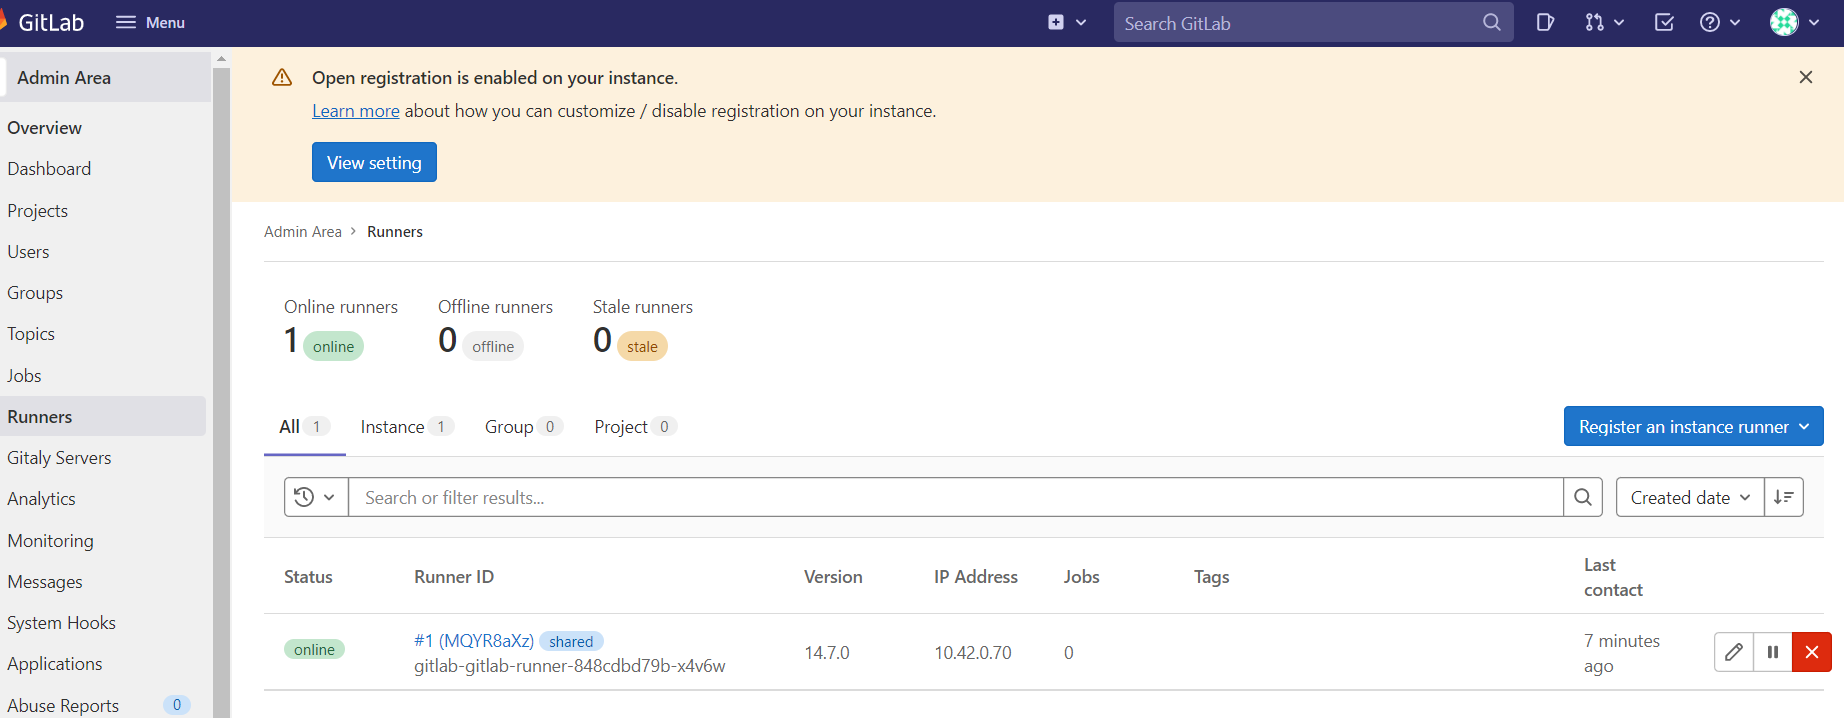 GitLab
Menu
Search GitLab
Admin Area
Overview
Dashboard
Projects
Users
Groups
Topics
Jobs
Runners
Gitaly Servers
Analytics
Monitoring
Messages
System Hooks
Applications
Abuse Reports 0
Open registration is enabled on your instance.
Learn more about how you can customize / disable registration on your instance.
View setting
Admin Area > Runners
Online runners Offline runners Stale runners
1 online 0 offline 0 stale
All 1 Instance 1 Group 0 Project 0
Register an instance runner
Search or filter results...
Created date
Status Runner ID Version IP Address Jobs Tags Last contact
online #1 (MQYR8aXz) shared
gitlab-gitlab-runner-848cdbd79b-x4v6w
14.7.0 10.42.0.70 0
7 minutes
ago